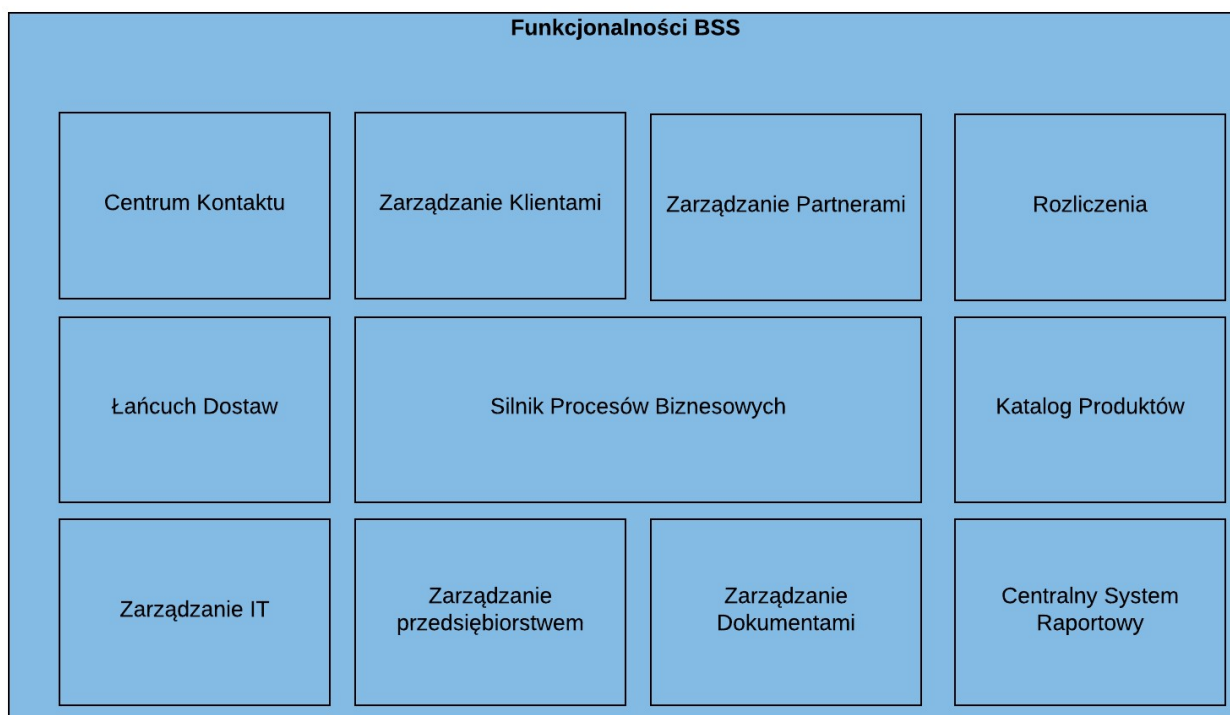 Funkcjonalności BSS
Centrum Kontaktu
Zarządzanie Klientami
Zarządzanie Partnerami
Rozliczenia
Łańcuch Dostaw
Silnik Procesów Biznesowych
Katalog Produktów
Zarządzanie IT
Zarządzanie
przedsiębiorstwem
Zarządzanie
Dokumentami
Centralny System
Raportowy